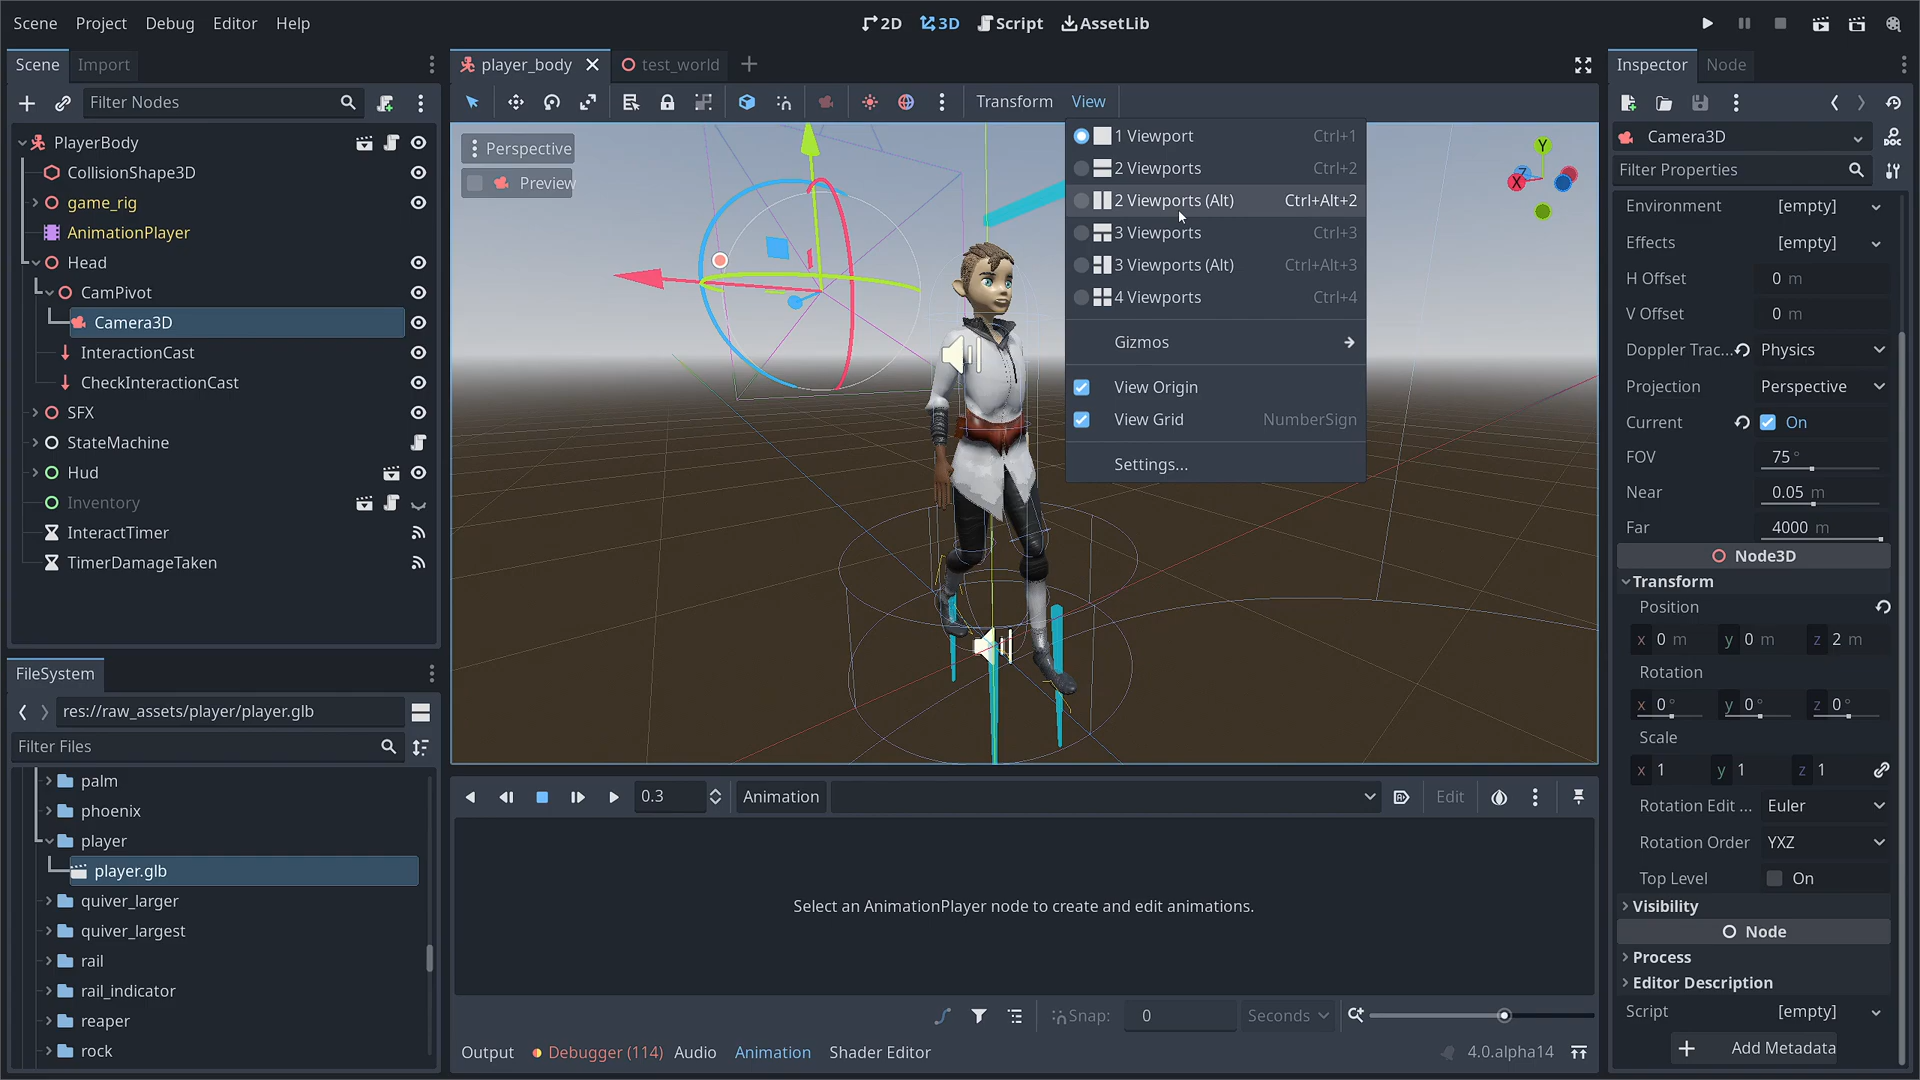 Scene Project Debug Editor Help
2D 3D Script AssetLib
Scene Import
Filter Nodes
PlayerBody
CollisionShape3D
game_rig
AnimationPlayer
Head
CamPivot
Camera3D
InteractionCast
CheckInteractionCast
SFX
StateMachine
Hud
Inventory
InteractTimer
TimerDamageTaken
FileSystem
res://raw_assets/player/player.glb
Filter Files
palm
phoenix
player
player.glb
quiver_larger
quiver_largest
rail
rail_indicator
reaper
rock
player_body test_world
Transform View
Perspective
Preview
1 Viewport Ctrl+1
2 Viewports Ctrl+2
2 Viewports (Alt) Ctrl+Alt+2
3 Viewports Ctrl+3
3 Viewports (Alt) Ctrl+Alt+3
4 Viewports Ctrl+4
Gizmos
View Origin
View Grid NumberSign
Settings...
Y
Z
X
0.3 Animation Edit
Select an AnimationPlayer node to create and edit animations.
Snap: 0 Seconds
Output Debugger (114) Audio Animation Shader Editor 4.0.alpha14
Inspector Node
Camera3D DOC
Filter Properties
Environment [empty]
Effects [empty]
H Offset 0 m
V Offset 0 m
Doppler Trac... Physics
Projection Perspective
Current On
FOV 75 °
Near 0.05 m
Far 4000 m
Node3D
Transform
Position
x 0 m y 0 m z 2 m
Rotation
x 0 ° y 0 ° z 0 °
Scale
x 1 y 1 z 1
Rotation Edit ... Euler
Rotation Order YXZ
Top Level On
Visibility
Node
Process
Editor Description
Script [empty]
Add Metadata